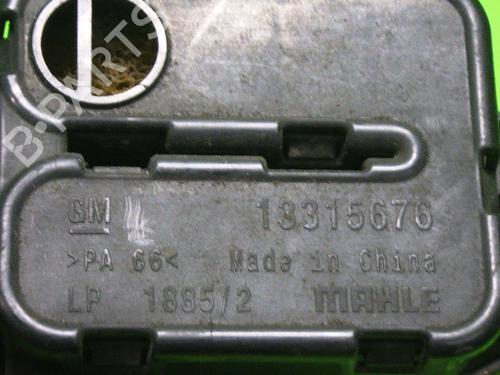 B-PARTS
GM 13315676
>PA 66< Made in China
LP 1885/2 MAHLE